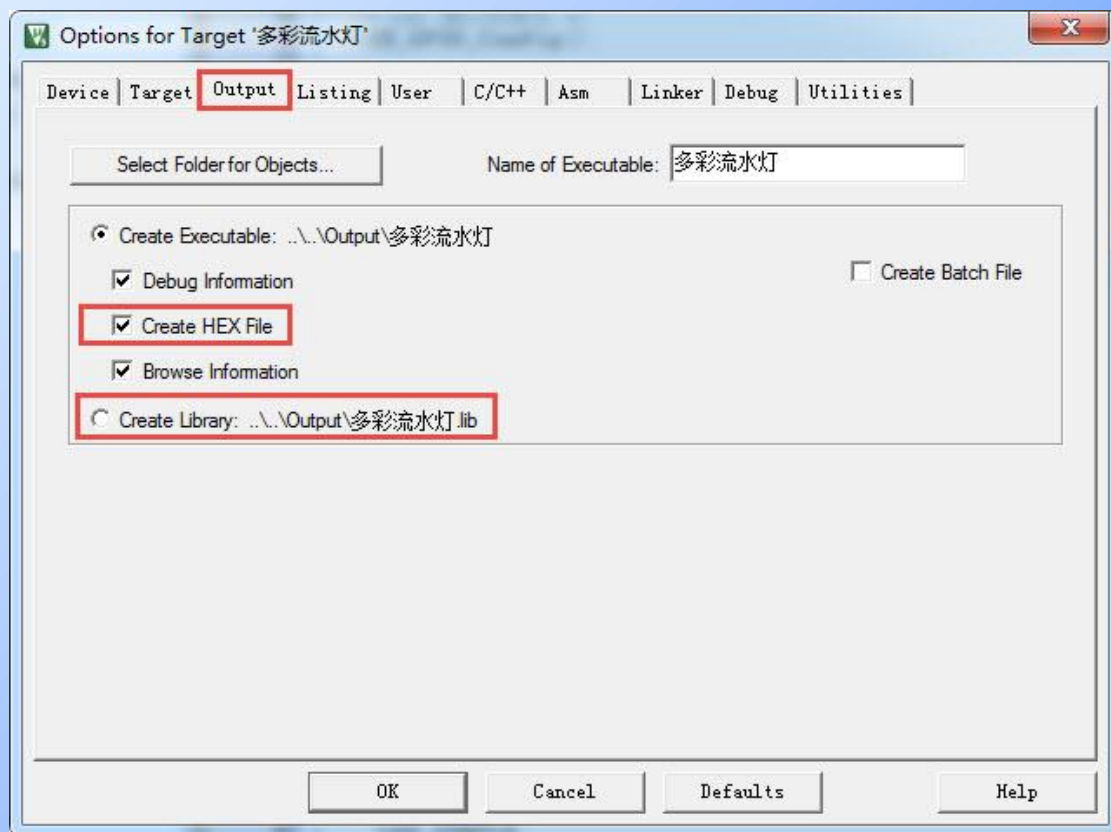 Options for Target '多彩流水灯'
Device Target Output Listing User C/C++ Asm Linker Debug Utilities
Select Folder for Objects... Name of Executable: 多彩流水灯
Create Executable: ..\..\Output\多彩流水灯
Debug Information Create Batch File
Create HEX File
Browse Information
Create Library: ..\..\Output\多彩流水灯.lib
OK Cancel Defaults Help